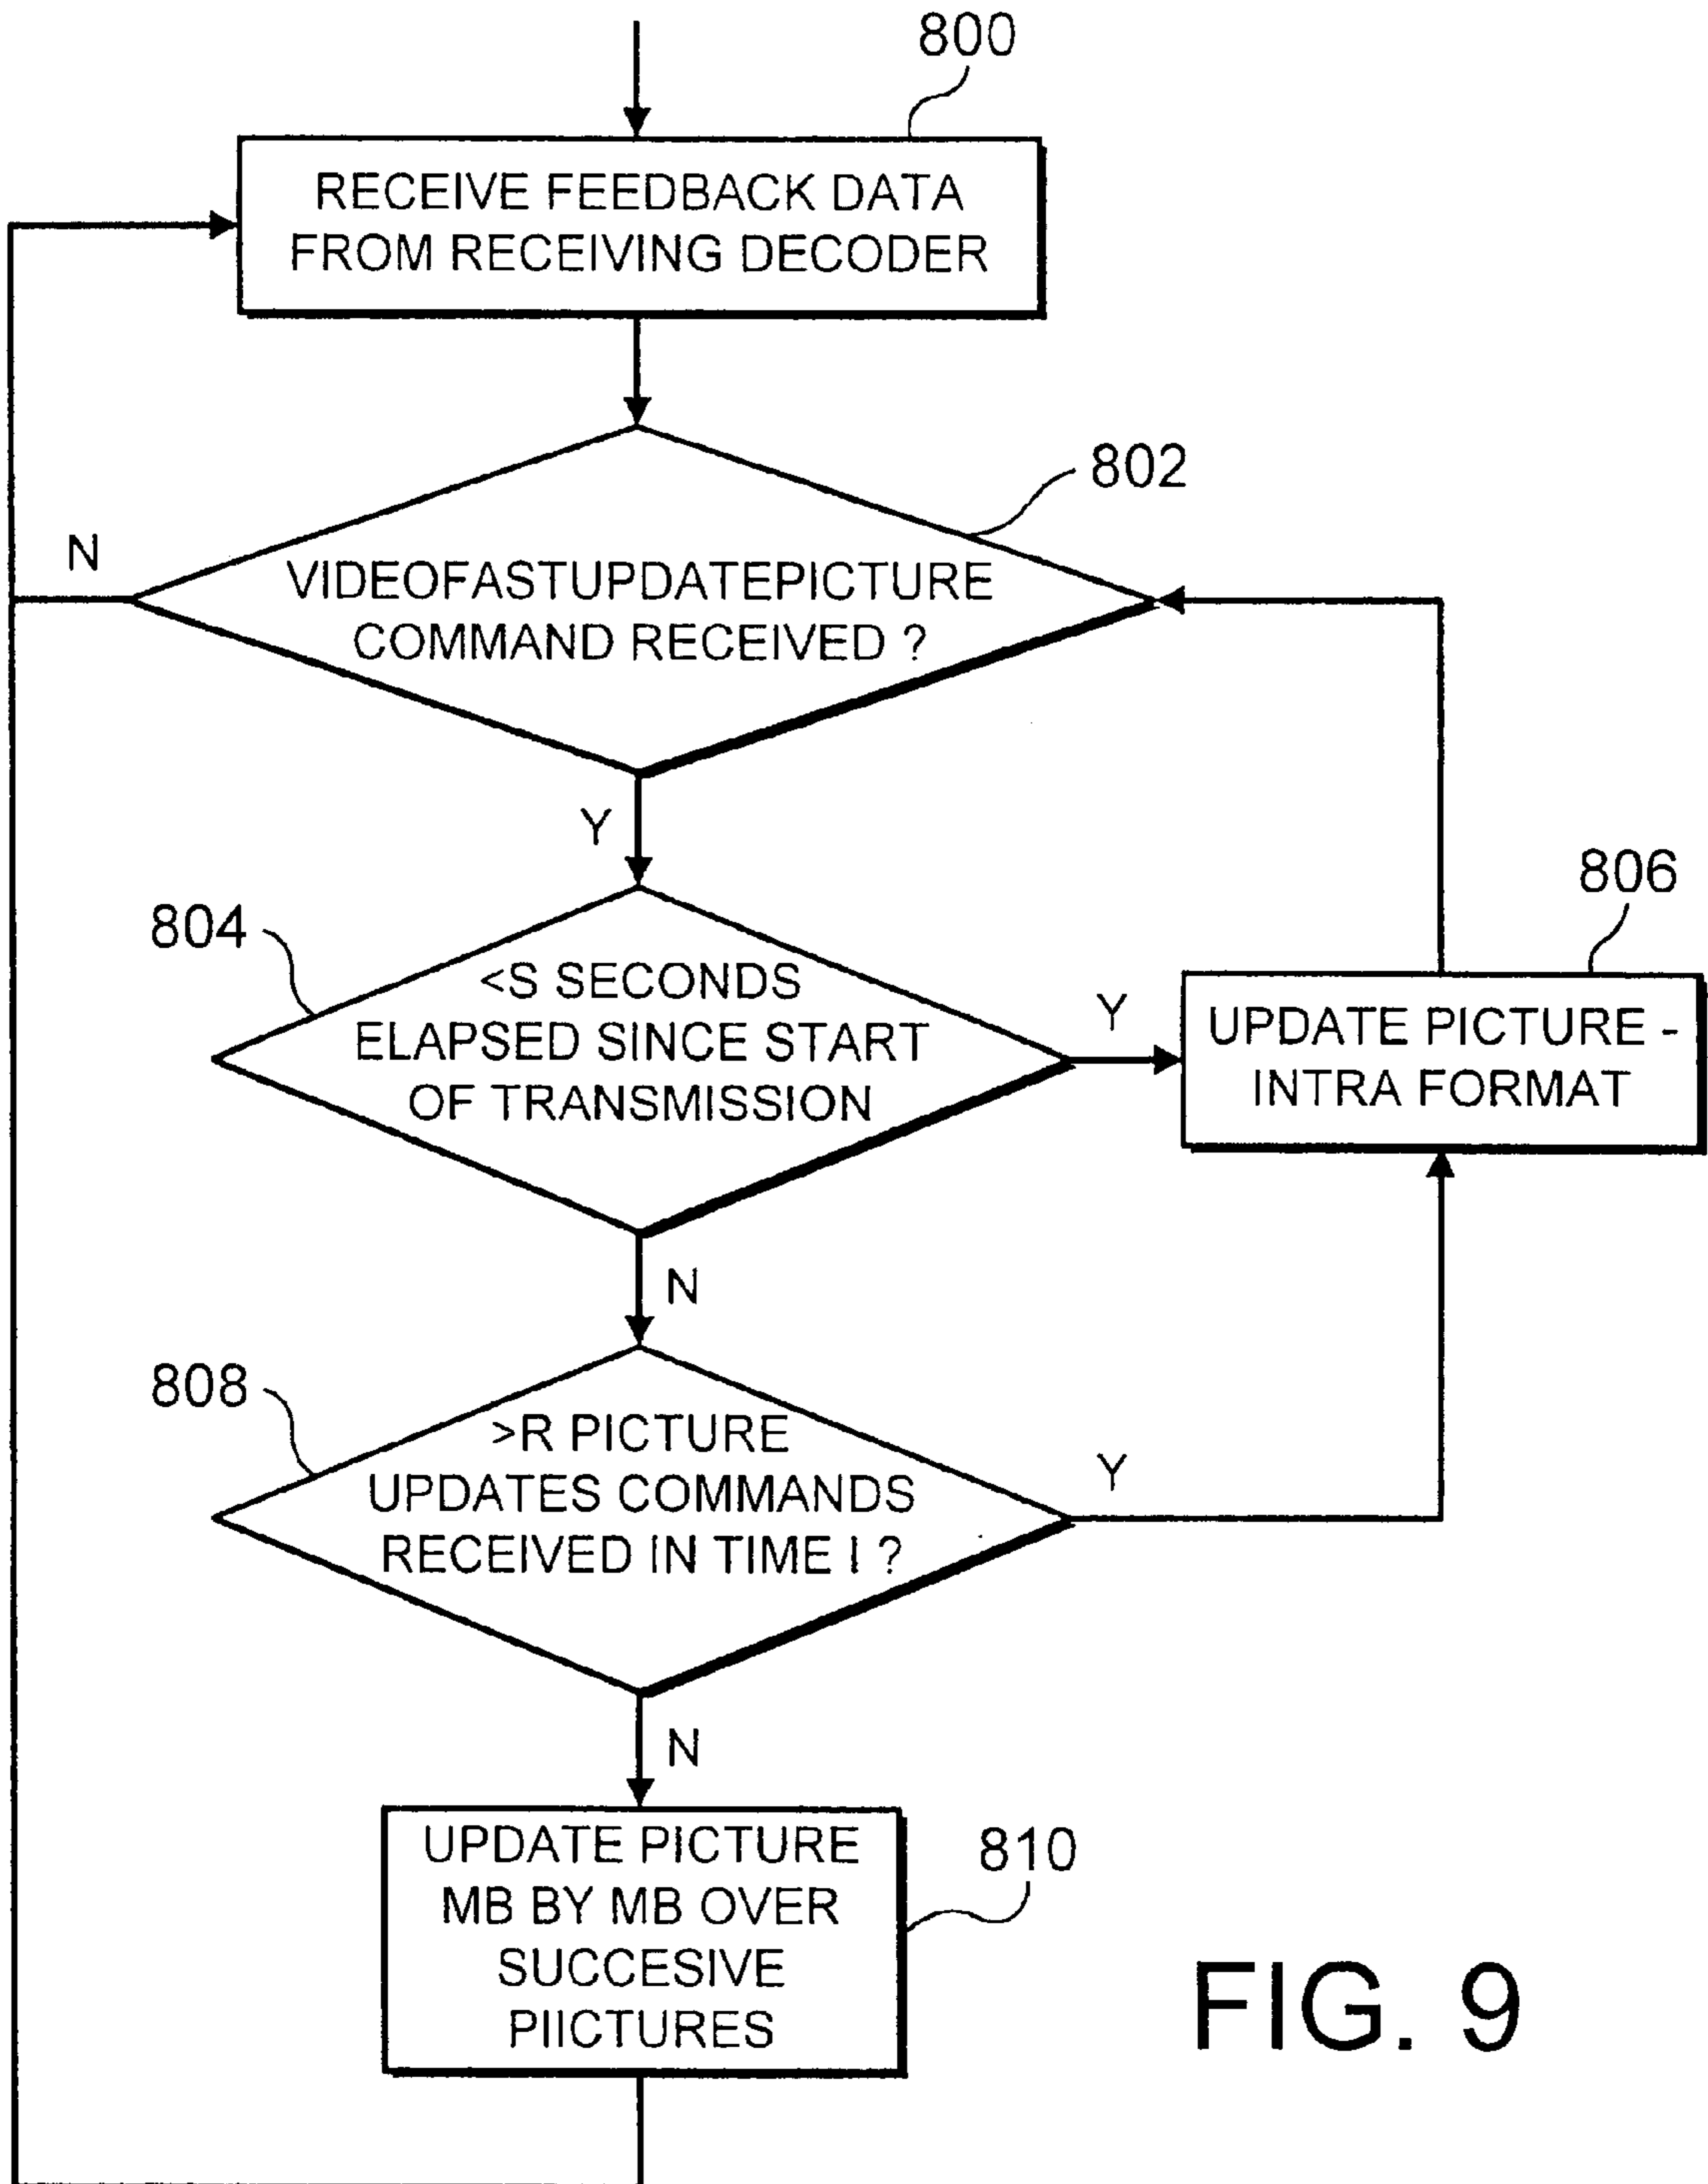 800
RECEIVE FEEDBACK DATA
FROM RECEIVING DECODER
802
N
VIDEOFASTUPDATEPICTURE
COMMAND RECEIVED ?
Y
804
<S SECONDS
ELAPSED SINCE START
OF TRANSMISSION
Y
806
UPDATE PICTURE -
INTRA FORMAT
N
808
>R PICTURE
UPDATES COMMANDS
RECEIVED IN TIME I ?
Y
N
UPDATE PICTURE
MB BY MB OVER
SUCCESIVE
PIICTURES
810
FIG. 9